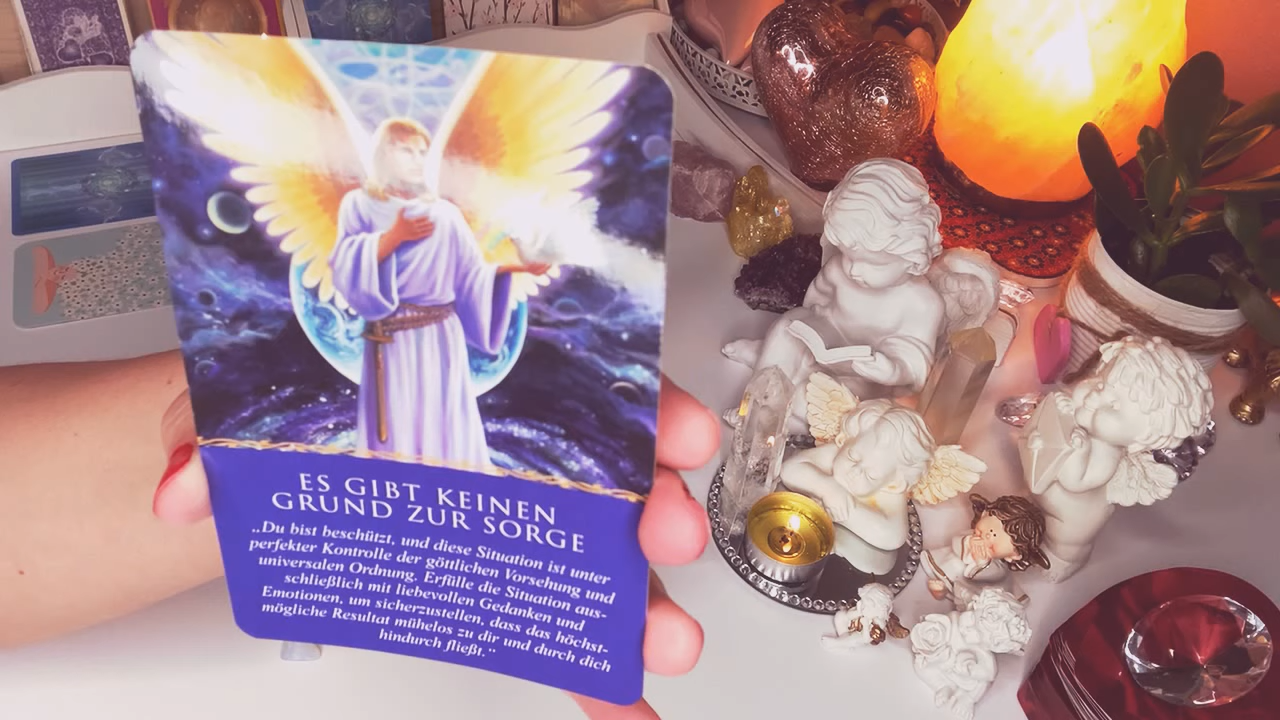 ES GIBT KEINEN
GRUND ZUR SORGE
„Du bist beschützt, und diese Situation ist unter
perfekter Kontrolle der göttlichen Vorsehung und
universalen Ordnung. Erfülle die Situation aus-
schließlich mit liebevollen Gedanken und
Emotionen, um sicherzustellen, dass das höchst-
mögliche Resultat mühelos zu dir und durch dich
hindurch fließt.“